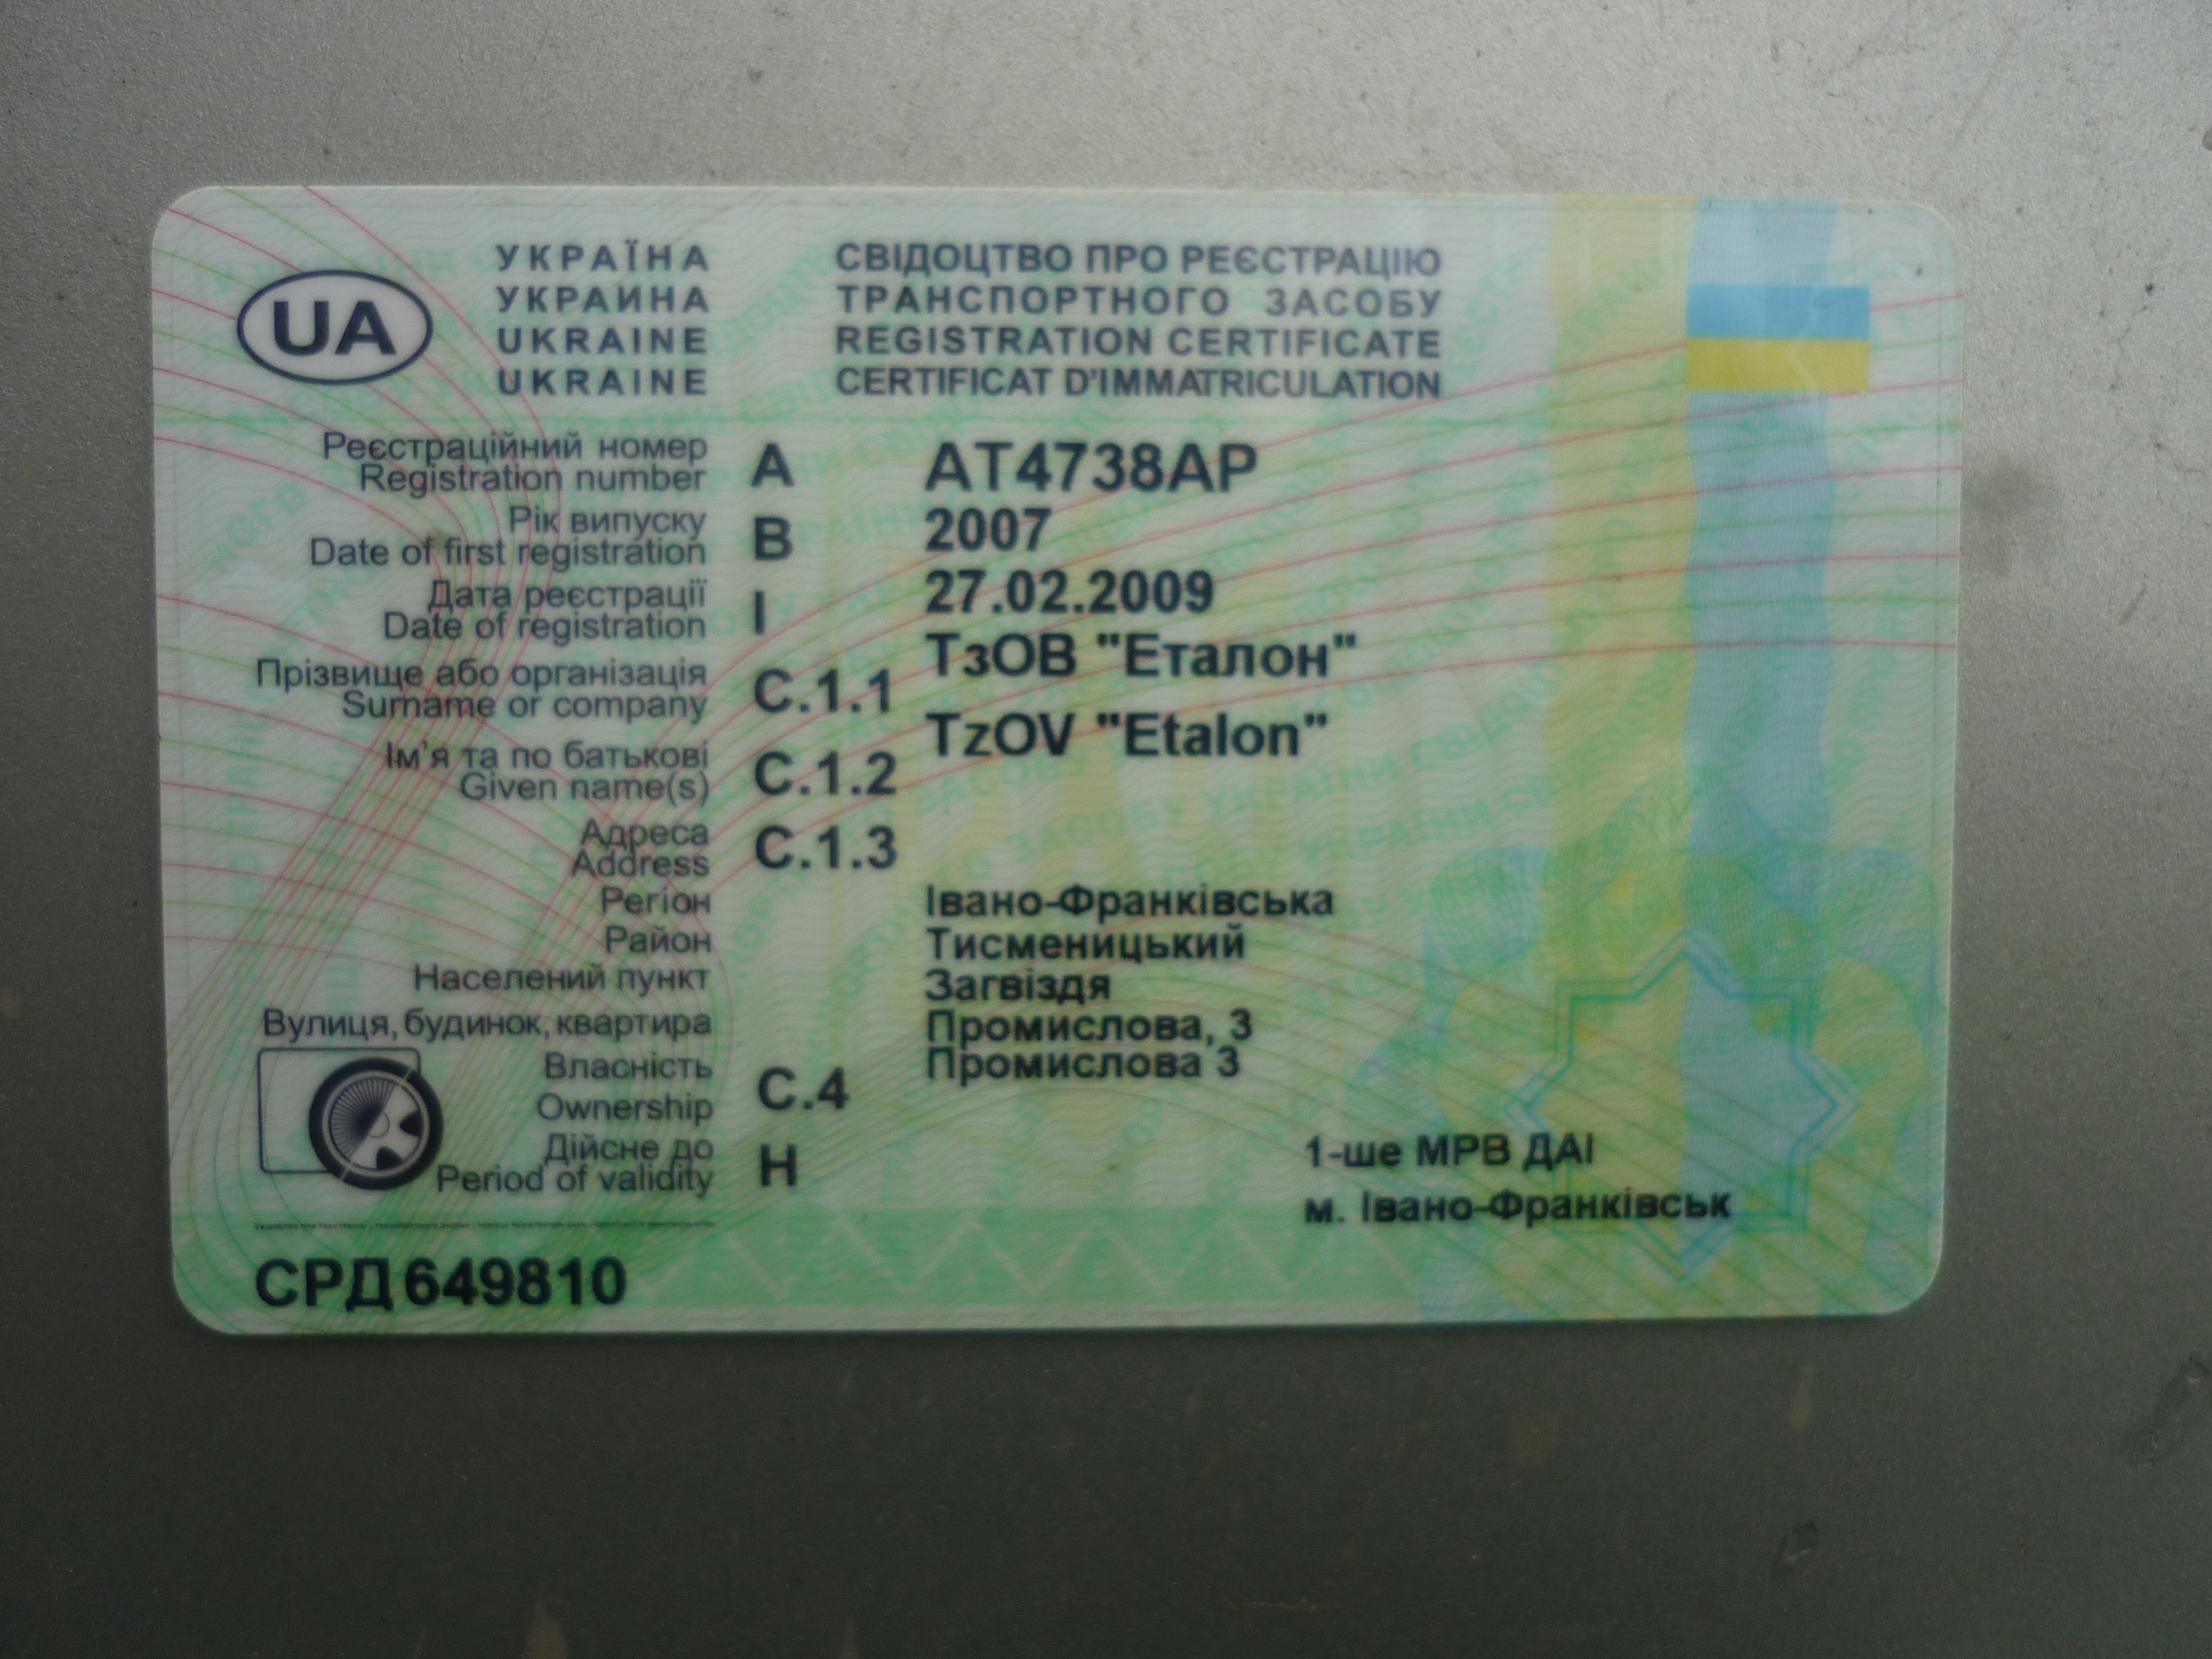 UA
УКРАЇНА
УКРАИНА
UKRAINE
UKRAINE
СВІДОЦТВО ПРО РЕЄСТРАЦІЮ
ТРАНСПОРТНОГО ЗАСОБУ
REGISTRATION CERTIFICATE
CERTIFICAT D'IMMATRICULATION
Реєстраційний номер
Registration number
A
АТ4738АР
Рік випуску
Date of first registration
B
2007
Дата реєстрації
Date of registration
I
27.02.2009
Прізвище або організація
Surname or company
C.1.1
ТзОВ "Еталон"
TzOV "Etalon"
Ім'я та по батькові
Given name(s)
C.1.2
Адреса
Address
C.1.3
Регіон
Івано-Франківська
Район
Тисменицький
Населений пункт
Загвіздя
Вулиця, будинок, квартира
Промислова, 3
Промислова 3
Власність
Ownership
C.4
Дійсне до
Period of validity
H
1-ше МРВ ДАІ
м. Івано-Франківськ
СРД649810